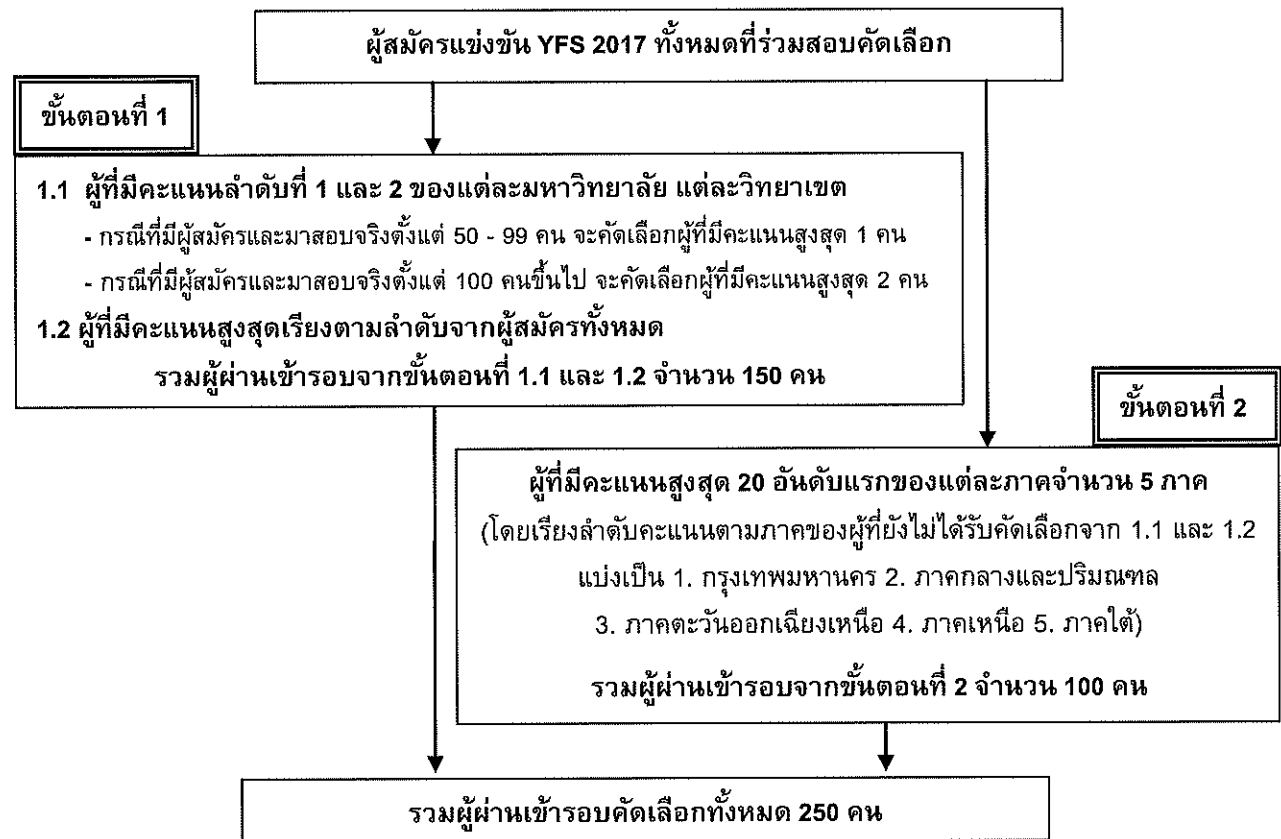 ผู้สมัครแข่งขัน YFS 2017 ทั้งหมดที่ร่วมสอบคัดเลือก
ขั้นตอนที่ 1
1.1 ผู้ที่มีคะแนนลำดับที่ 1 และ 2 ของแต่ละมหาวิทยาลัย แต่ละวิทยาเขต
- กรณีที่มีผู้สมัครและมาสอบจริงตั้งแต่ 50 - 99 คน จะคัดเลือกผู้ที่มีคะแนนสูงสุด 1 คน
- กรณีที่มีผู้สมัครและมาสอบจริงตั้งแต่ 100 คนขึ้นไป จะคัดเลือกผู้ที่มีคะแนนสูงสุด 2 คน
1.2 ผู้ที่มีคะแนนสูงสุดเรียงตามลำดับจากผู้สมัครทั้งหมด
รวมผู้ผ่านเข้ารอบจากขั้นตอนที่ 1.1 และ 1.2 จำนวน 150 คน
ขั้นตอนที่ 2
ผู้ที่มีคะแนนสูงสุด 20 อันดับแรกของแต่ละภาคจำนวน 5 ภาค
(โดยเรียงลำดับคะแนนตามภาคของผู้ที่ยังไม่ได้รับคัดเลือกจาก 1.1 และ 1.2
แบ่งเป็น 1. กรุงเทพมหานคร 2. ภาคกลางและปริมณฑล
3. ภาคตะวันออกเฉียงเหนือ 4. ภาคเหนือ 5. ภาคใต้)
รวมผู้ผ่านเข้ารอบจากขั้นตอนที่ 2 จำนวน 100 คน
รวมผู้ผ่านเข้ารอบคัดเลือกทั้งหมด 250 คน